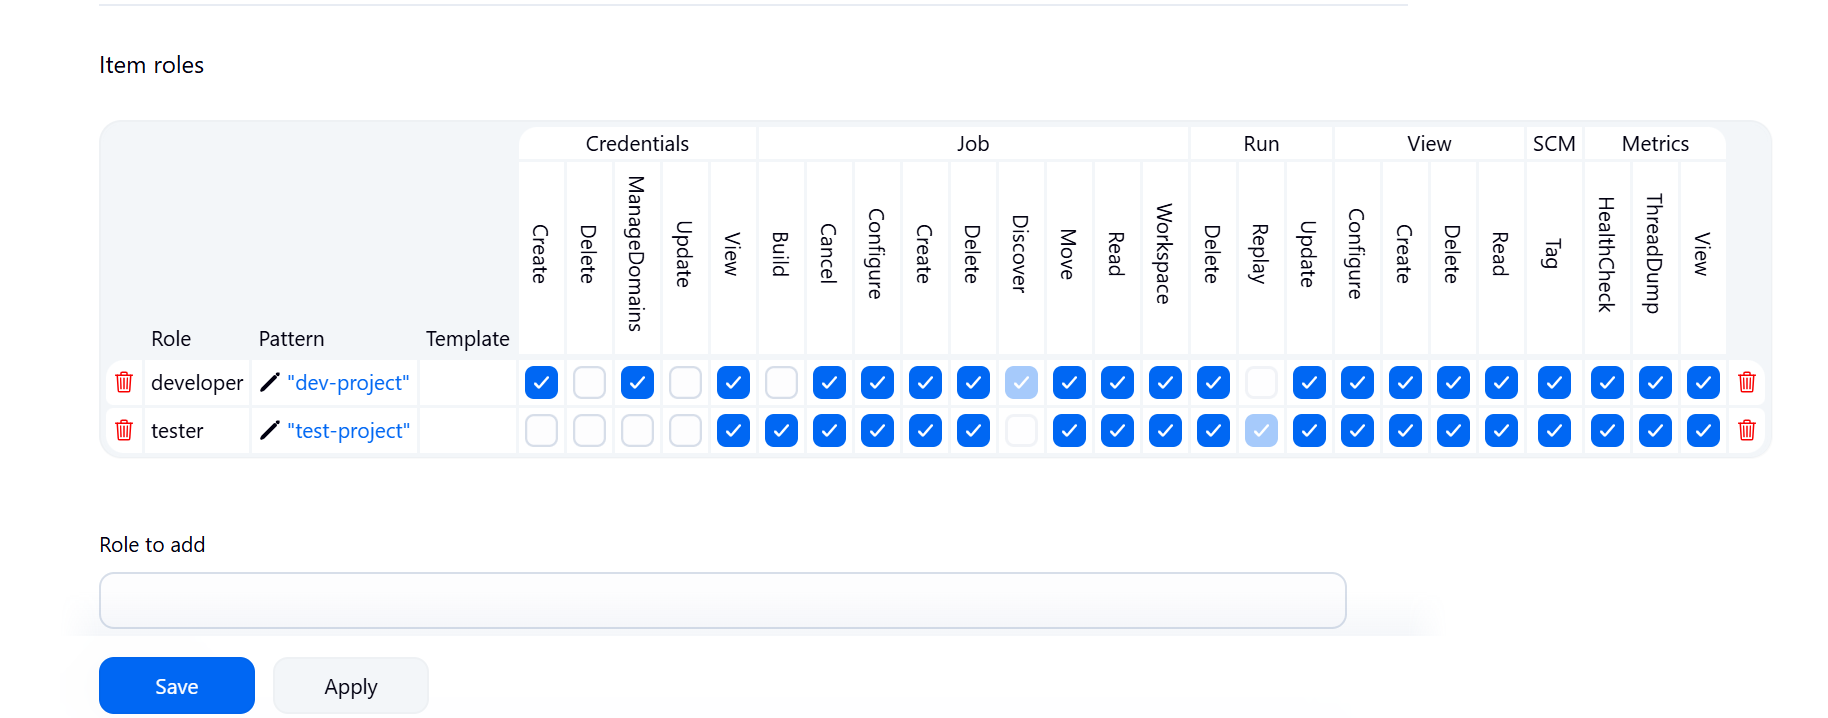 Item roles
Credentials Job Run View SCM Metrics
Create Delete ManageDomains Update View Build Cancel Configure Create Delete Discover Move Read Workspace Delete Replay Update Configure Create Delete Read Tag HealthCheck ThreadDump View
Role Pattern Template
developer "dev-project"
tester "test-project"
Role to add
Save Apply